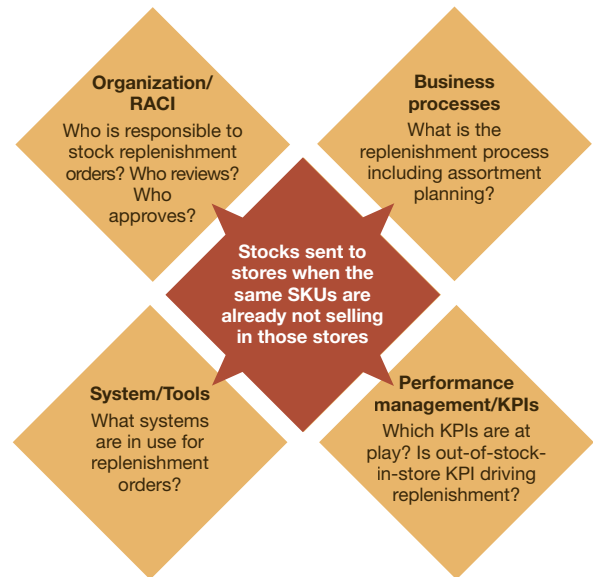 Organization/
RACI
Who is responsible to
stock replenishment
orders? Who reviews?
Who
approves?
Business
processes
What is the
replenishment process
including assortment
planning?
Stocks sent to
stores when the
same SKUs are
already not selling
in those stores
System/Tools
What systems
are in use for
replenishment
orders?
Performance
management/KPIs
Which KPIs are at
play? Is out-of-stock-
in-store KPI driving
replenishment?